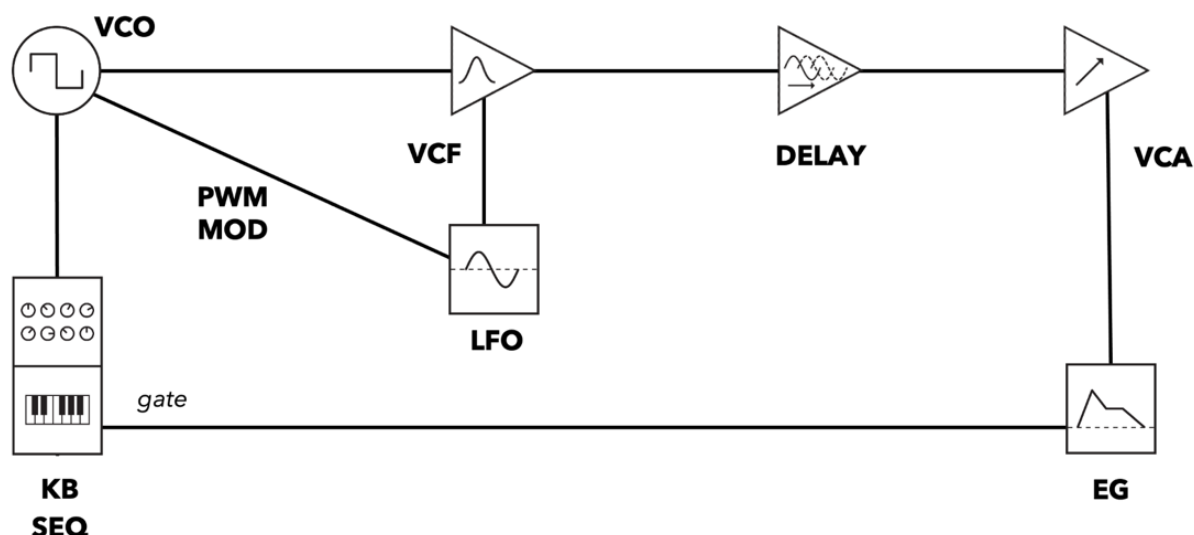 VCO
VCF
DELAY
VCA
PWM
MOD
LFO
gate
KB
SEQ
EG